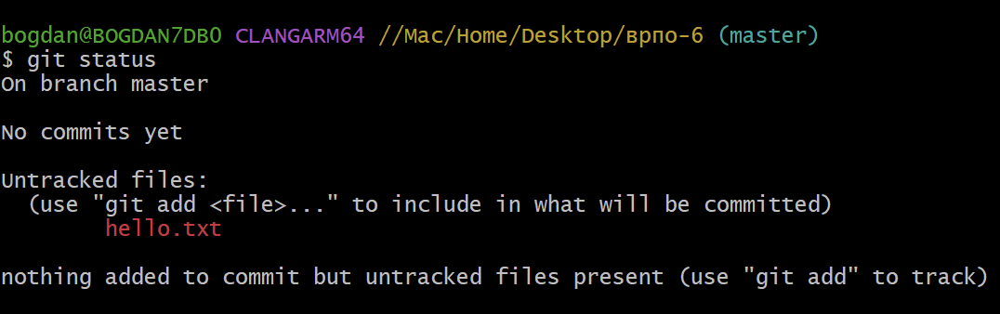 bogdan@BOGDAN7DB0 CLANGARM64 //Mac/Home/Desktop/врпо-6 (master)
$ git status
On branch master
No commits yet
Untracked files:
(use "git add <file>..." to include in what will be committed)
hello.txt
nothing added to commit but untracked files present (use "git add" to track)